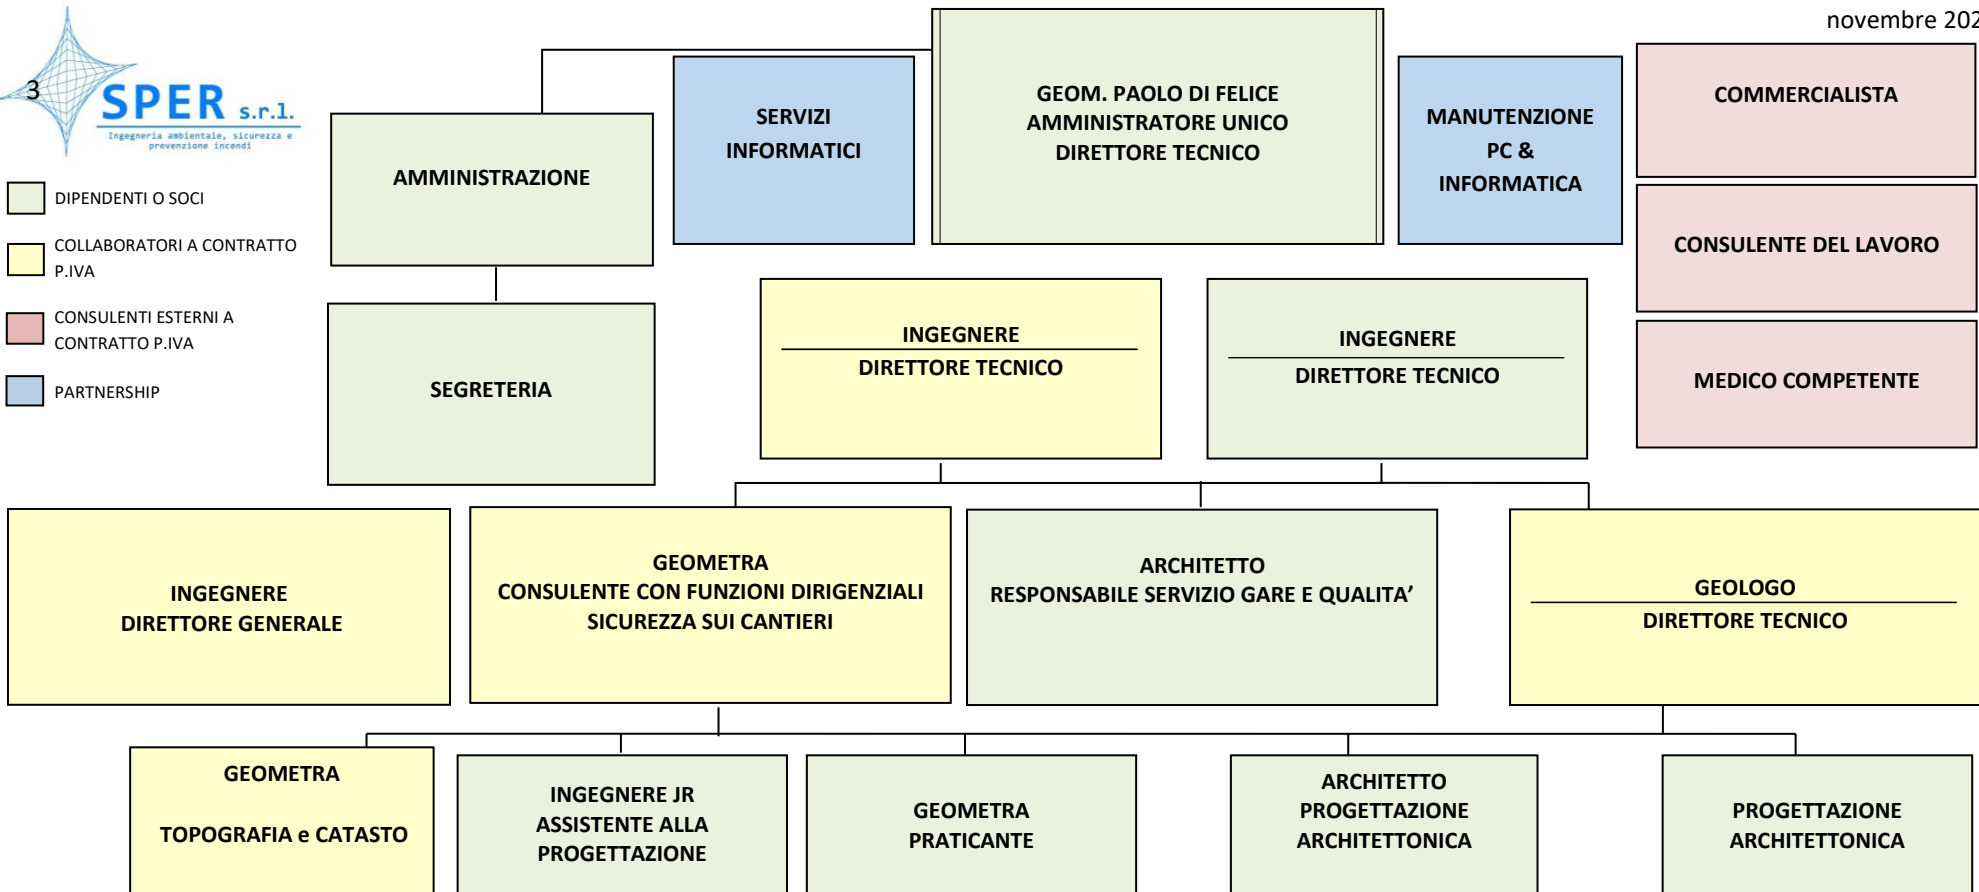 novembre 202
3
SPER s.r.l.
Ingegneria ambientale, sicurezza e
prevenzione incendi
DIPENDENTI O SOCI
COLLABORATORI A CONTRATTO
P.IVA
CONSULENTI ESTERNI A
CONTRATTO P.IVA
PARTNERSHIP
AMMINISTRAZIONE
SEGRETERIA
SERVIZI
INFORMATICI
GEOM. PAOLO DI FELICE
AMMINISTRATORE UNICO
DIRETTORE TECNICO
MANUTENZIONE
PC &
INFORMATICA
COMMERCIALISTA
CONSULENTE DEL LAVORO
MEDICO COMPETENTE
INGEGNERE
DIRETTORE TECNICO
INGEGNERE
DIRETTORE TECNICO
INGEGNERE
DIRETTORE GENERALE
GEOMETRA
CONSULENTE CON FUNZIONI DIRIGENZIALI
SICUREZZA SUI CANTIERI
ARCHITETTO
RESPONSABILE SERVIZIO GARE E QUALITA’
GEOLOGO
DIRETTORE TECNICO
GEOMETRA
TOPOGRAFIA e CATASTO
INGEGNERE JR
ASSISTENTE ALLA
PROGETTAZIONE
GEOMETRA
PRATICANTE
ARCHITETTO
PROGETTAZIONE
ARCHITETTONICA
PROGETTAZIONE
ARCHITETTONICA